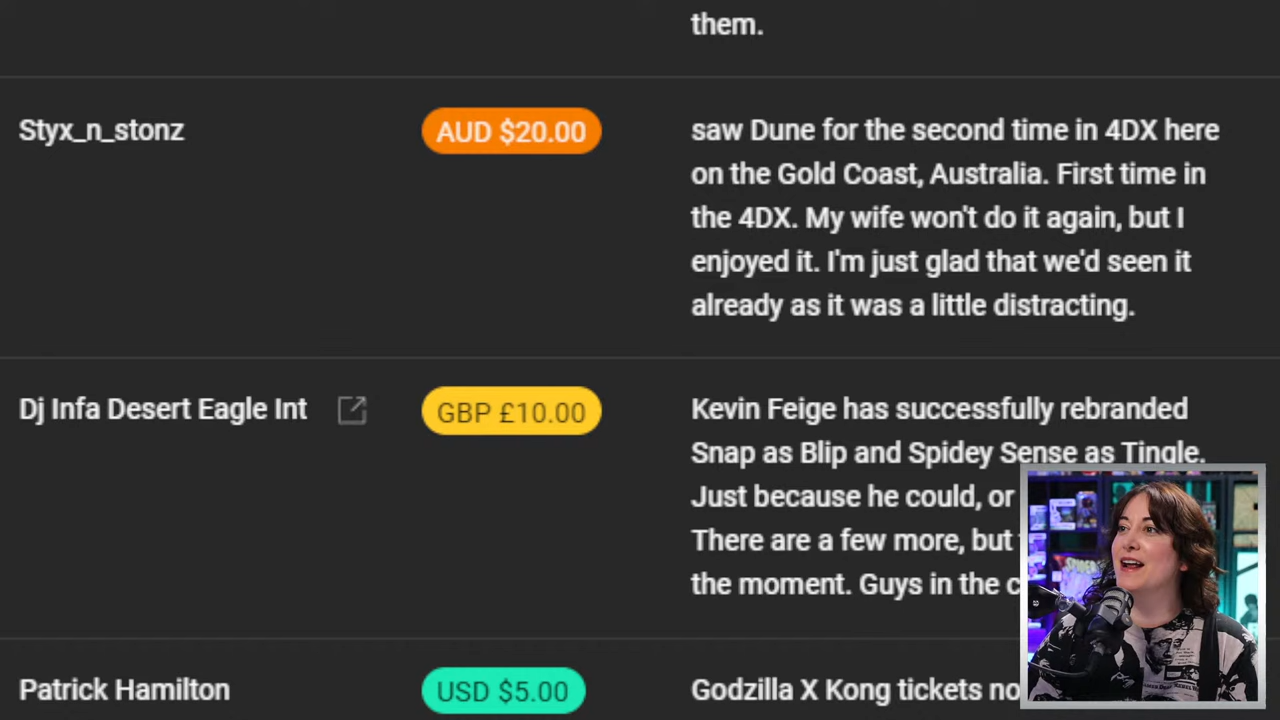 them.
Styx_n_stonz
AUD $20.00
saw Dune for the second time in 4DX here
on the Gold Coast, Australia. First time in
the 4DX. My wife won't do it again, but I
enjoyed it. I'm just glad that we'd seen it
already as it was a little distracting.
Dj Infa Desert Eagle Int
GBP £10.00
Kevin Feige has successfully rebranded
Snap as Blip and Spidey Sense as Tingle.
Just because he could, or
There are a few more, but
the moment. Guys in the
Patrick Hamilton
USD $5.00
Godzilla X Kong tickets